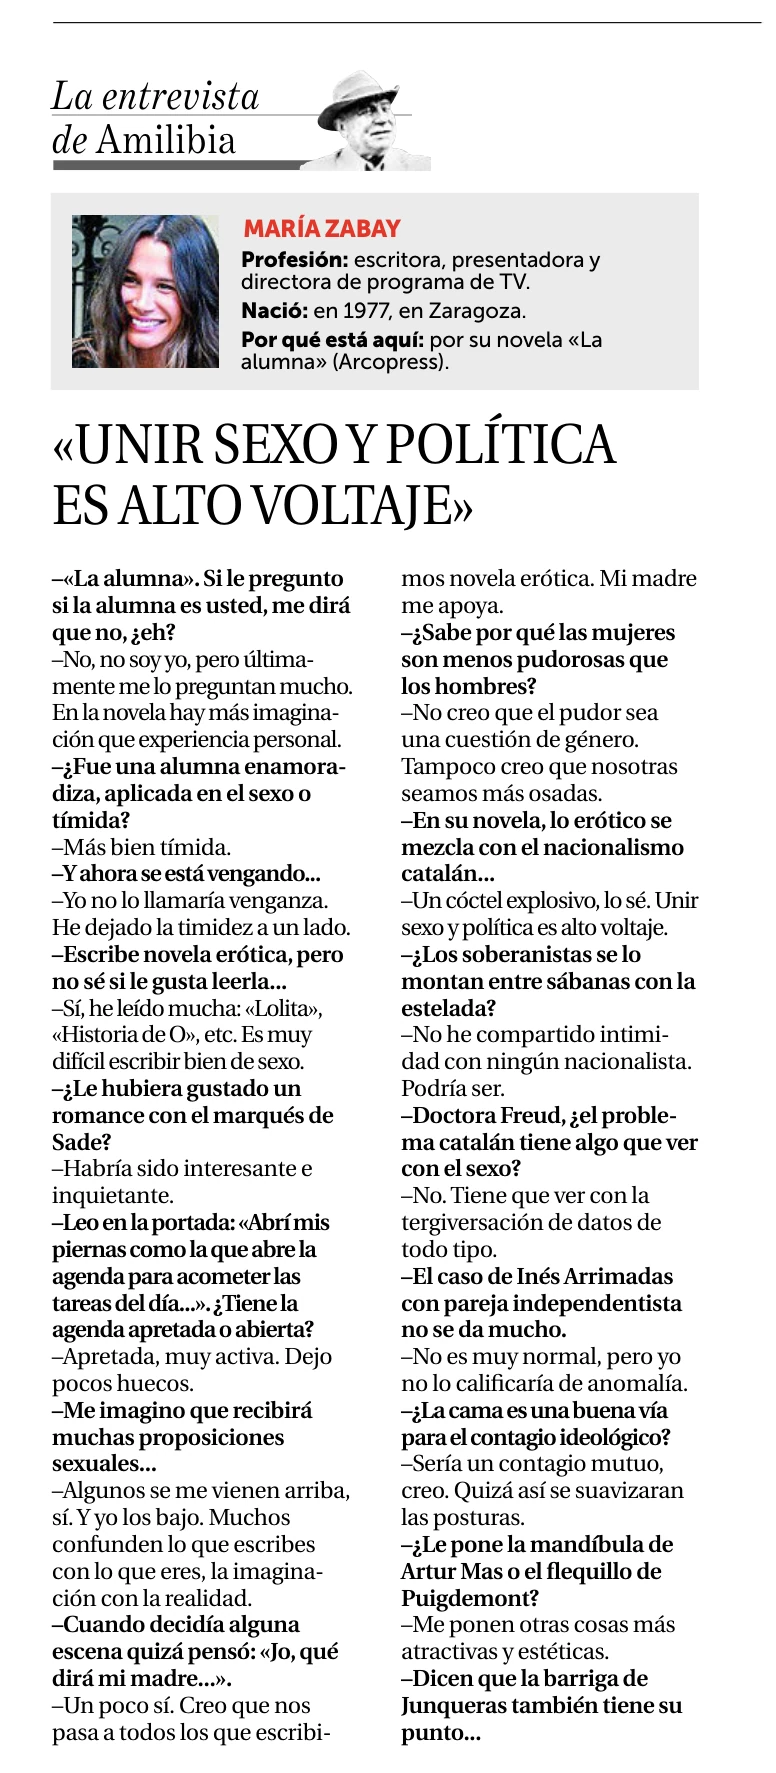 La entrevista
de Amilibia
MARÍA ZABAY
Profesión: escritora, presentadora y
directora de programa de TV.
Nació: en 1977, en Zaragoza.
Por qué está aquí: por su novela «La
alumna» (Arcopress).
«UNIR SEXO Y POLÍTICA
ES ALTO VOLTAJE»
–«La alumna». Si le pregunto
si la alumna es usted, me dirá
que no, ¿eh?
–No, no soy yo, pero última-
mente me lo preguntan mucho.
En la novela hay más imagina-
ción que experiencia personal.
–¿Fue una alumna enamora-
diza, aplicada en el sexo o
tímida?
–Más bien tímida.
–Y ahora se está vengando...
–Yo no lo llamaría venganza.
He dejado la timidez a un lado.
–Escribe novela erótica, pero
no sé si le gusta leerla...
–Sí, he leído mucha: «Lolita»,
«Historia de O», etc. Es muy
difícil escribir bien de sexo.
–¿Le hubiera gustado un
romance con el marqués de
Sade?
–Habría sido interesante e
inquietante.
–Leo en la portada: «Abrí mis
piernas como la que abre la
agenda para acometer las
tareas del día...». ¿Tiene la
agenda apretada o abierta?
–Apretada, muy activa. Dejo
pocos huecos.
–Me imagino que recibirá
muchas proposiciones
sexuales...
–Algunos se me vienen arriba,
sí. Y yo los bajo. Muchos
confunden lo que escribes
con lo que eres, la imagina-
ción con la realidad.
–Cuando decidía alguna
escena quizá pensó: «Jo, qué
dirá mi madre...».
–Un poco sí. Creo que nos
pasa a todos los que escribi-
mos novela erótica. Mi madre
me apoya.
–¿Sabe por qué las mujeres
son menos pudorosas que
los hombres?
–No creo que el pudor sea
una cuestión de género.
Tampoco creo que nosotras
seamos más osadas.
–En su novela, lo erótico se
mezcla con el nacionalismo
catalán...
–Un cóctel explosivo, lo sé. Unir
sexo y política es alto voltaje.
–¿Los soberanistas se lo
montan entre sábanas con la
estelada?
–No he compartido intimi-
dad con ningún nacionalista.
Podría ser.
–Doctora Freud, ¿el proble-
ma catalán tiene algo que ver
con el sexo?
–No. Tiene que ver con la
tergiversación de datos de
todo tipo.
–El caso de Inés Arrimadas
con pareja independentista
no se da mucho.
–No es muy normal, pero yo
no lo calificaría de anomalía.
–¿La cama es una buena vía
para el contagio ideológico?
–Sería un contagio mutuo,
creo. Quizá así se suavizaran
las posturas.
–¿Le pone la mandíbula de
Artur Mas o el flequillo de
Puigdemont?
–Me ponen otras cosas más
atractivas y estéticas.
–Dicen que la barriga de
Junqueras también tiene su
punto...